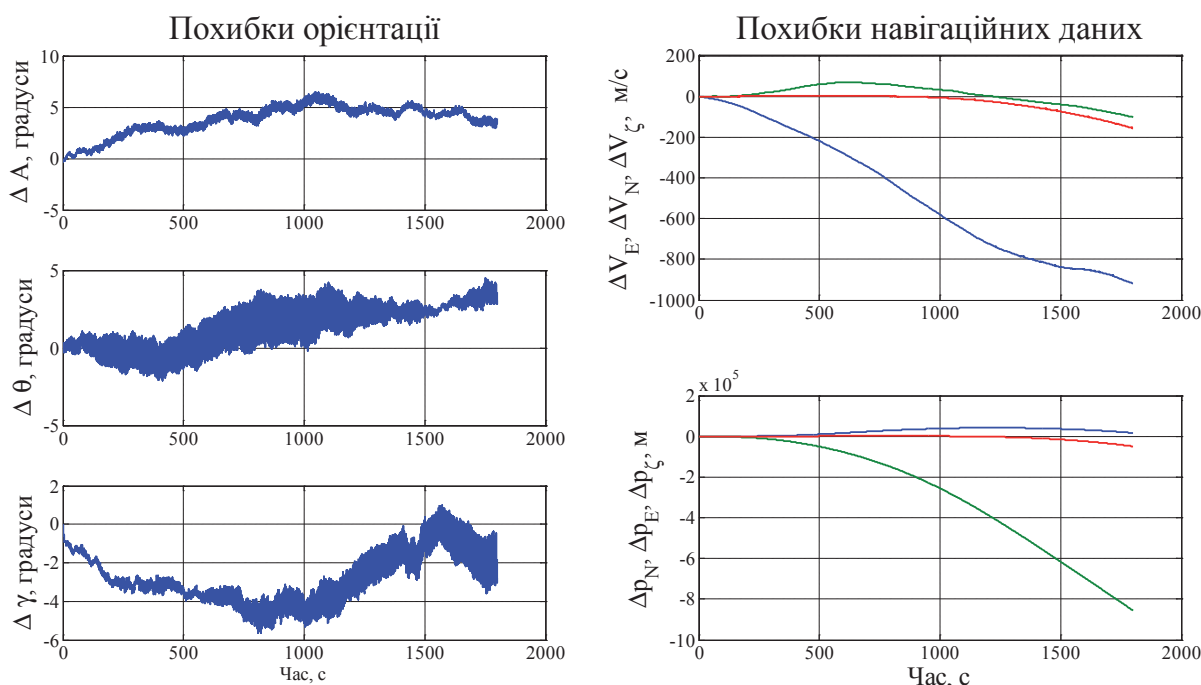 Похибки орієнтації
10
5
0
-5
Δ A, градуси
0 500 1000 1500 2000
5
0
-5
Δ θ, градуси
0 500 1000 1500 2000
2
0
-2
-4
-6
Δ γ, градуси
0 500 1000 1500 2000
Час, с
Похибки навігаційних даних
200
0
-200
-400
-600
-800
-1000
ΔV_E, ΔV_N, ΔV_ζ, м/с
0 500 1000 1500 2000
x 10^5
2
0
-2
-4
-6
-8
-10
Δp_N, Δp_E, Δp_ζ, м
0 500 1000 1500 2000
Час, с